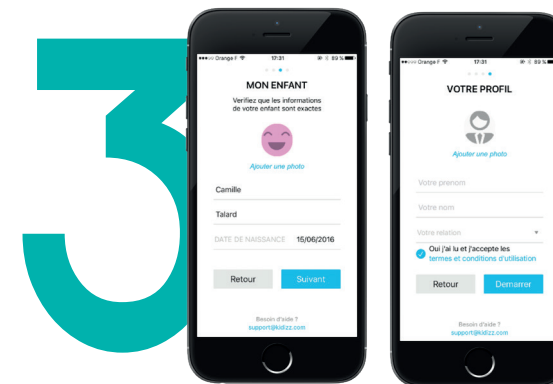 3
Orange F 17:31 89 %
MON ENFANT
Verifiez que les informations
de votre enfant sont exactes
Ajouter une photo
Camille
Talard
DATE DE NAISSANCE 15/06/2016
Retour Suivant
Besoin d'aide ?
support@kidizz.com
Orange F 17:31 89 %
VOTRE PROFIL
Ajouter une photo
Votre prenom
Votre nom
Votre relation
Oui j'ai lu et j'accepte les
termes et conditions d'utilisation
Retour Demarrer
Besoin d'aide ?
support@kidizz.com